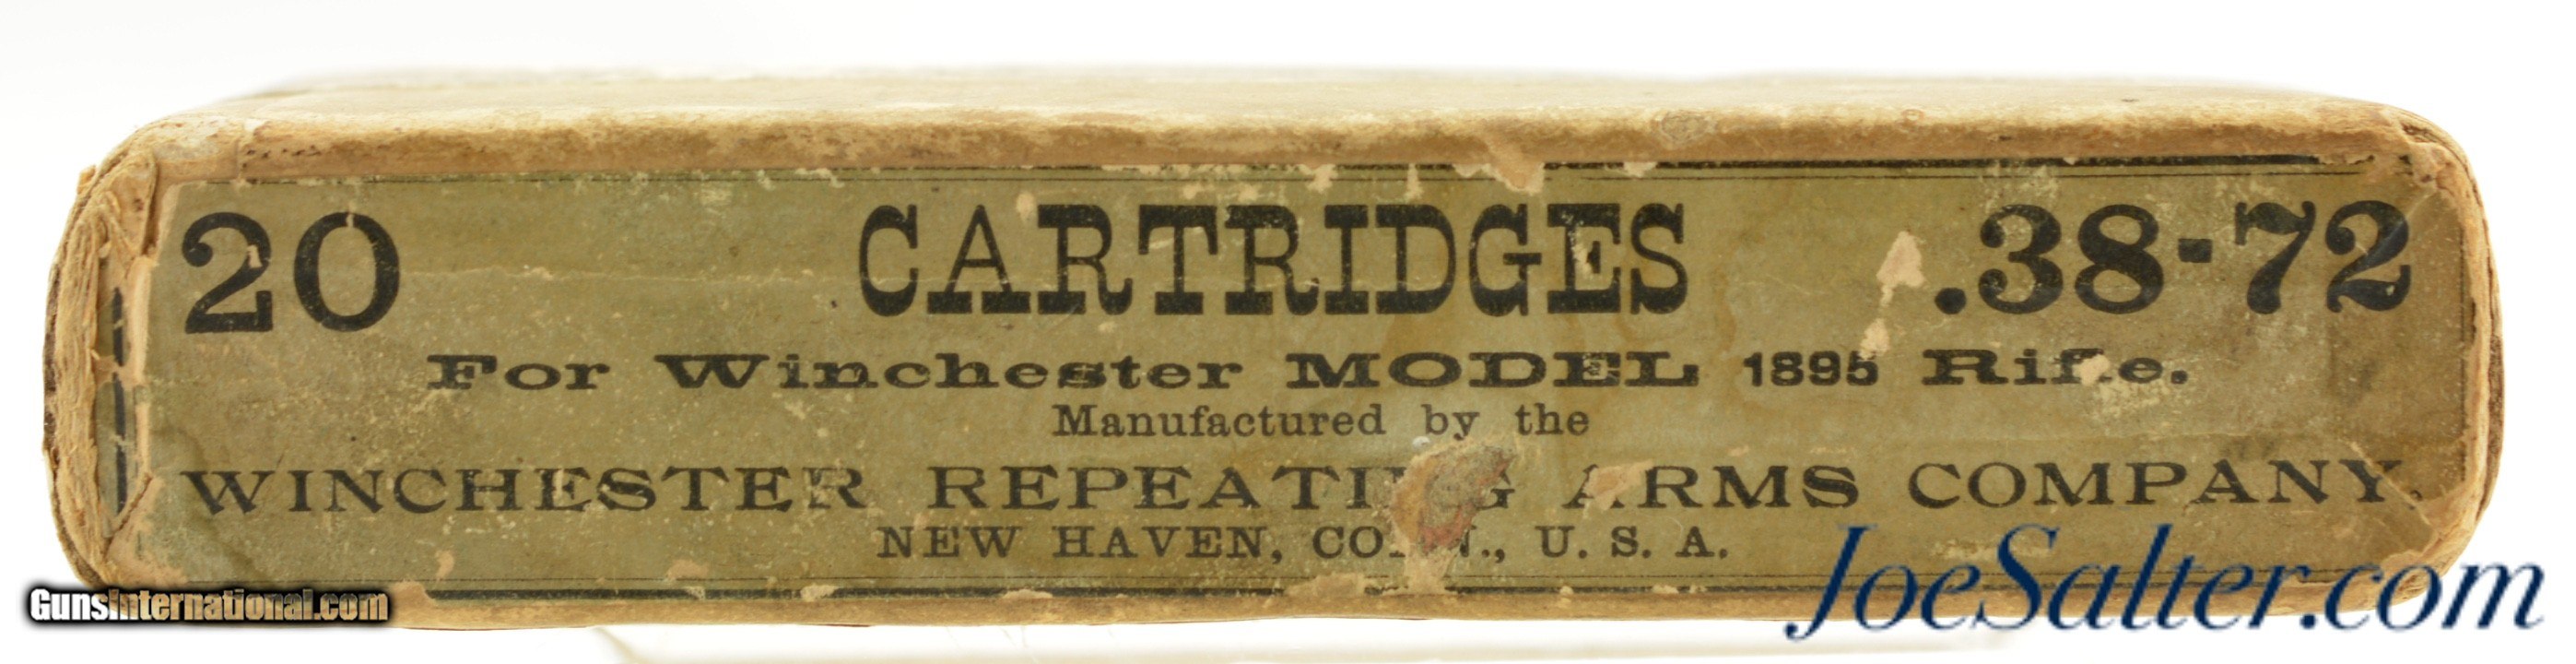 20 CARTRIDGES .38-72
For Winchester MODEL 1895 Rifle.
Manufactured by the
WINCHESTER REPEATING ARMS COMPANY.
NEW HAVEN, CONN., U. S. A.
GunsInternational.com
JoeSalter.com